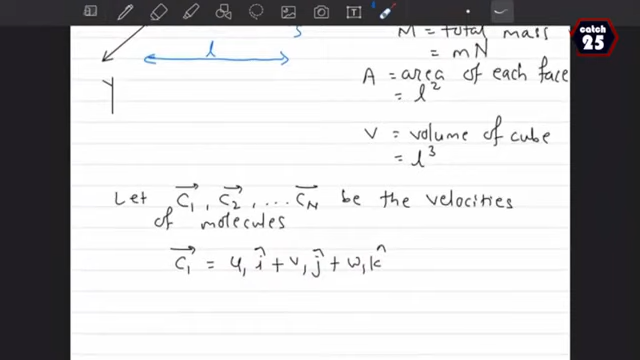 catch
25
M = total mass
= mN
l
s
A = area of each face
= l²
Y
V = volume of cube
= l³
Let C₁⃗, C₂⃗, ... C_N⃗ be the velocities
of molecules
C₁⃗ = u₁ î + v₁ ĵ + w₁ k̂